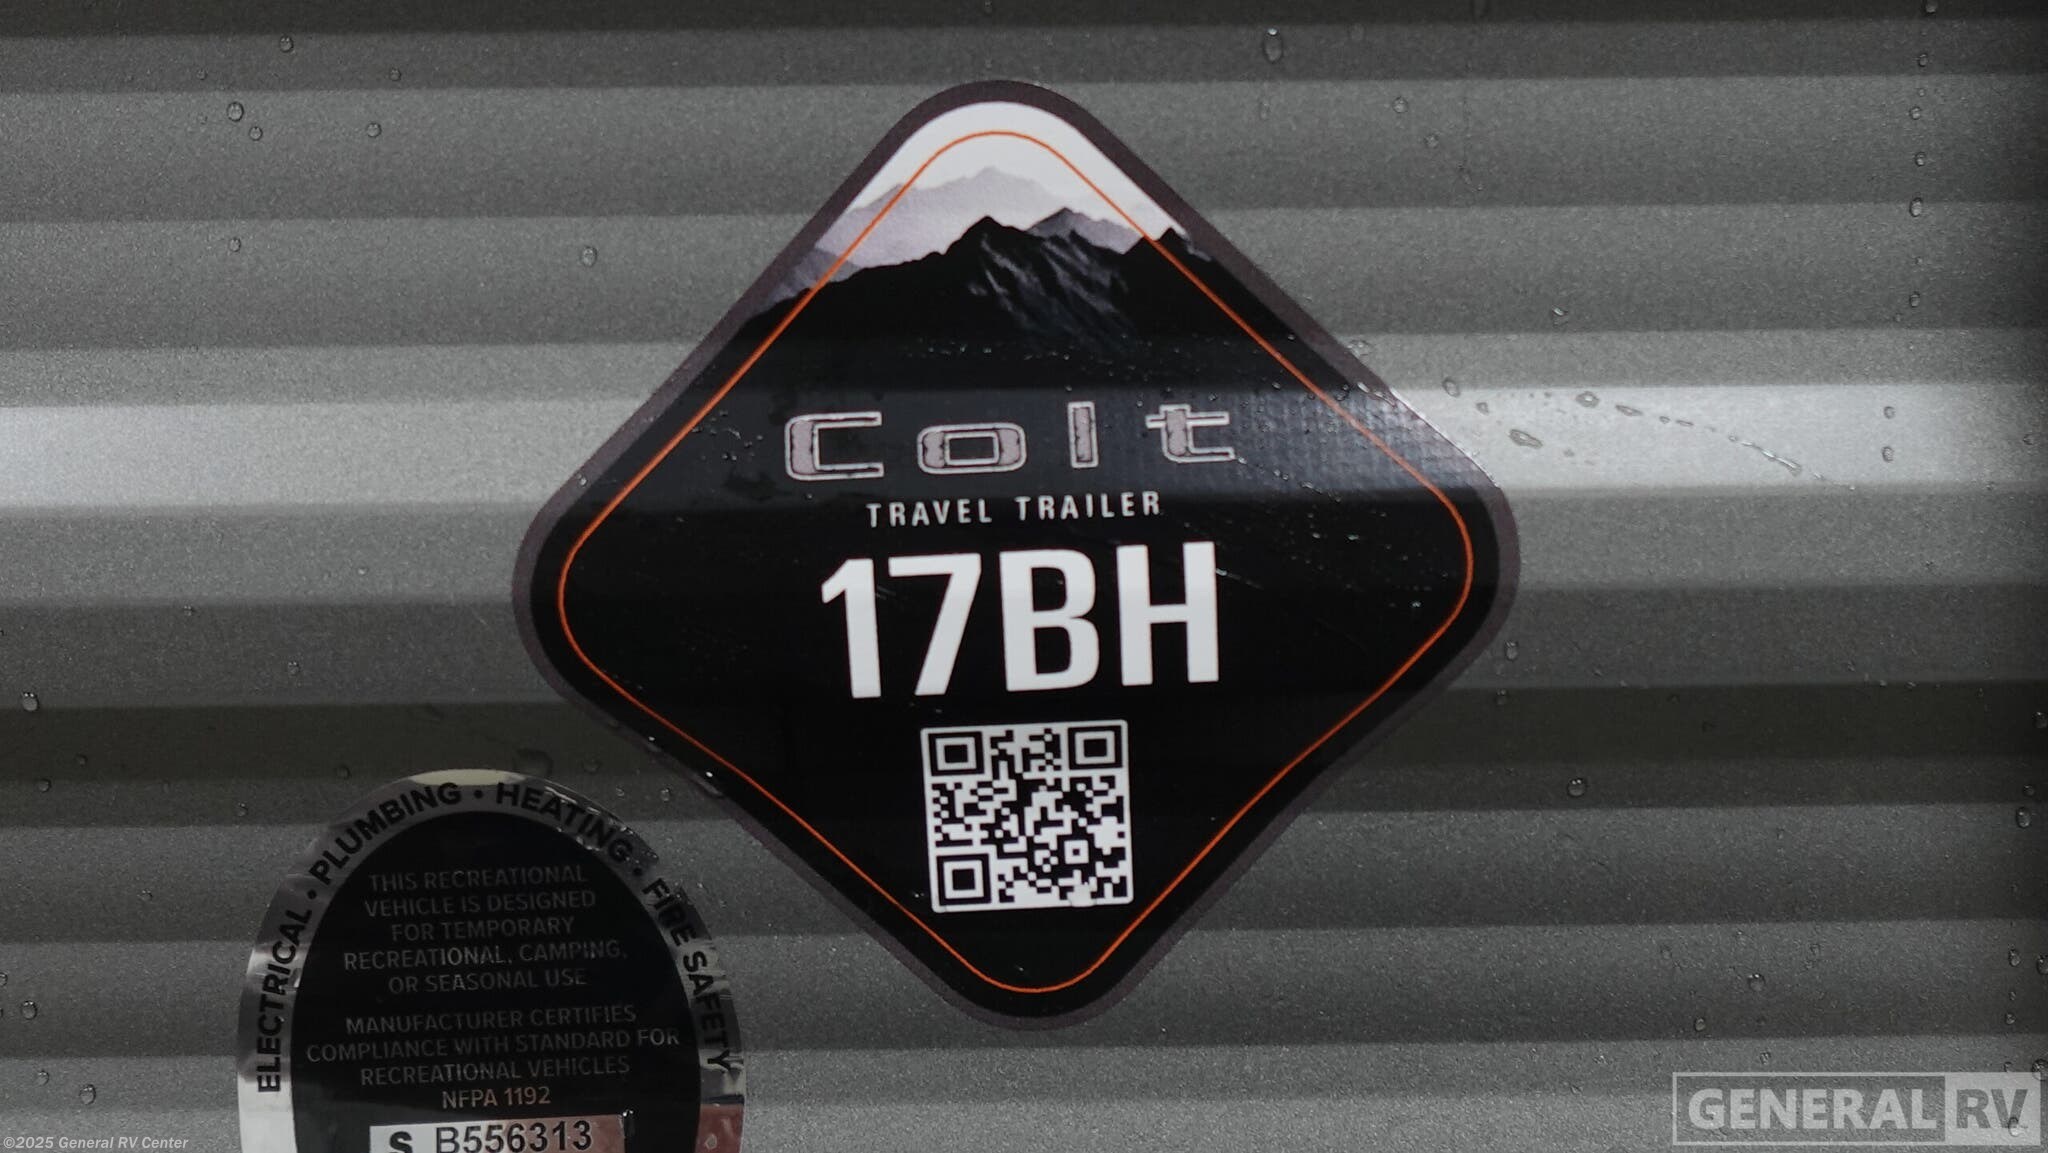 Colt
TRAVEL TRAILER
17BH
ELECTRICAL • PLUMBING • HEATING • FIRE SAFETY
THIS RECREATIONAL
VEHICLE IS DESIGNED
FOR TEMPORARY
RECREATIONAL, CAMPING,
OR SEASONAL USE
MANUFACTURER CERTIFIES
COMPLIANCE WITH STANDARD FOR
RECREATIONAL VEHICLES
NFPA 1192
S B556313
©2025 General RV Center
GENERAL RV